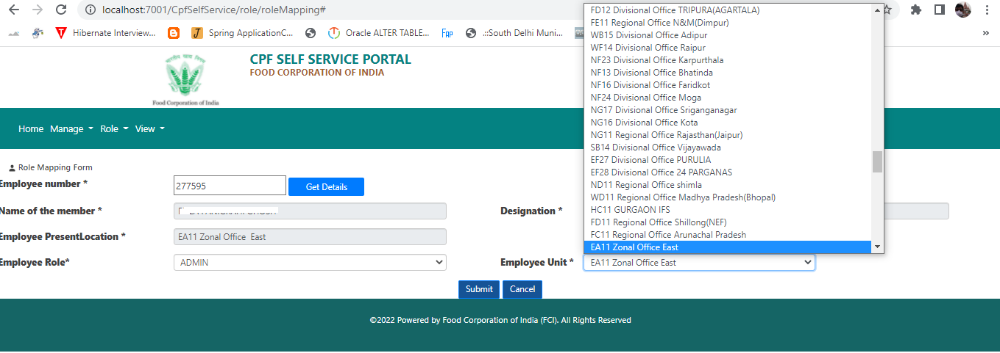 localhost:7001/CpfSelfService/role/roleMapping#
Hibernate Interview... Spring ApplicationC... Oracle ALTER TABLE... .::South Delhi Muni... »
CPF SELF SERVICE PORTAL
FOOD CORPORATION OF INDIA
Food Corporation of India
Home Manage Role View
Role Mapping Form
Employee number *
277595
Get Details
Name of the member *
Designation *
Employee PresentLocation *
EA11 Zonal Office East
Employee Role*
ADMIN
Employee Unit *
EA11 Zonal Office East
FD12 Divisional Office TRIPURA(AGARTALA)
FE11 Regional Office N&M(Dimpur)
WB15 Divisional Office Adipur
WF14 Divisional Office Raipur
NF23 Divisional Office Karpurthala
NF13 Divisional Office Bhatinda
NF16 Divisional Office Faridkot
NF24 Divisional Office Moga
NG17 Divisional Office Sriganganagar
NG16 Divisional Office Kota
NG11 Regional Office Rajasthan(Jaipur)
SB14 Divisional Office Vijayawada
EF27 Divisional Office PURULIA
EF28 Divisional Office 24 PARGANAS
ND11 Regional Office shimla
WD11 Regional Office Madhya Pradesh(Bhopal)
HC11 GURGAON IFS
FD11 Regional Office Shillong(NEF)
FC11 Regional Office Arunachal Pradesh
EA11 Zonal Office East
Submit Cancel
©2022 Powered by Food Corporation of India (FCI). All Rights Reserved